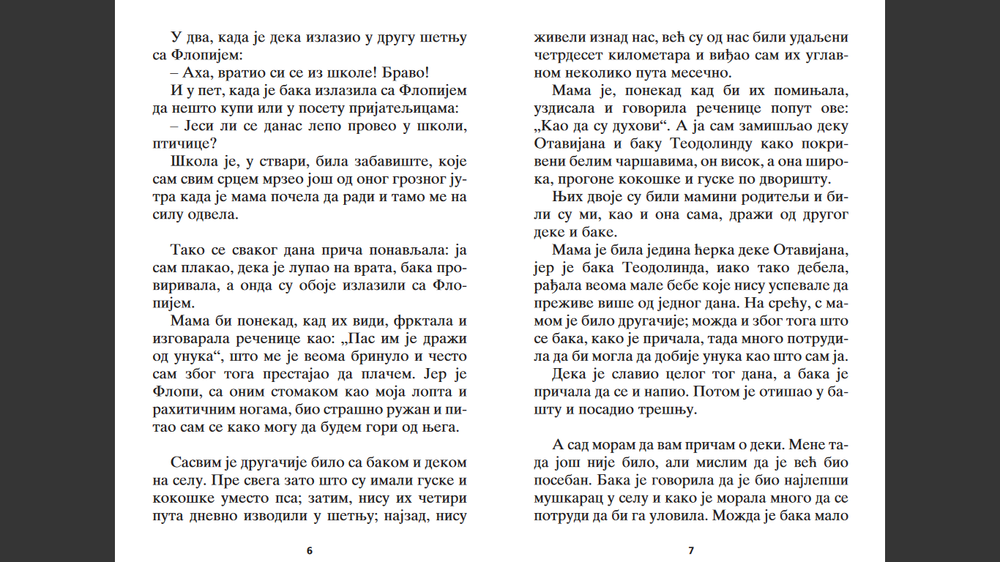 У два, када је дека излазио у другу шетњу
са Флопијем:
– Аха, вратио си се из школе! Браво!
И у пет, када је бака излазила са Флопијем
да нешто купи или у посету пријатељицама:
– Јеси ли се данас лепо провео у школи,
птичице?
Школа је, у ствари, била забавиште, које
сам свим срцем мрзео још од оног грозног ју-
тра када је мама почела да ради и тамо ме на
силу одвела.
Тако се сваког дана прича понављала: ја
сам плакао, дека је лупао на врата, бака про-
виривала, а онда су обоје излазили са Фло-
пијем.
Мама би понекад, кад их види, фрктала и
изговарала реченице као: „Пас им је дражи
од унука“, што ме је веома бринуло и често
сам због тога престајао да плачем. Јер је
Флопи, са оним стомаком као моја лопта и
рахитичним ногама, био страшно ружан и пи-
тао сам се како могу да будем гори од њега.
Сасвим је другачије било са баком и деком
на селу. Пре свега зато што су имали гуске и
кокошке уместо пса; затим, нису их четири
пута дневно изводили у шетњу; најзад, нису
6
живели изнад нас, већ су од нас били удаљени
четрдесет километара и виђао сам их углав-
ном неколико пута месечно.
Мама је, понекад кад би их помињала,
уздисала и говорила реченице попут ове:
„Као да су духови“. А ја сам замишљао деку
Отавијана и баку Теодолинду како покри-
вени белим чаршавима, он висок, а она широ-
ка, прогоне кокошке и гуске по дворишту.
Њих двоје су били мамини родитељи и би-
ли су ми, као и она сама, дражи од другог
деке и баке.
Мама је била једина ћерка деке Отавијана,
јер је бака Теодолинда, иако тако дебела,
рађала веома мале бебе које нису успевале да
преживе више од једног дана. На срећу, с ма-
мом је било другачије; можда и због тога што
се бака, како је причала, тада много потруди-
ла да би могла да добије унука као што сам ја.
Дека је славио целог тог дана, а бака је
причала да се и напио. Потом је отишао у ба-
шту и посадио трешњу.
А сад морам да вам причам о деки. Мене та-
да још није било, али мислим да је већ био
посебан. Бака је говорила да је био најлепши
мушкарац у селу и како је морала много да се
потруди да би га уловила. Можда је бака мало
7